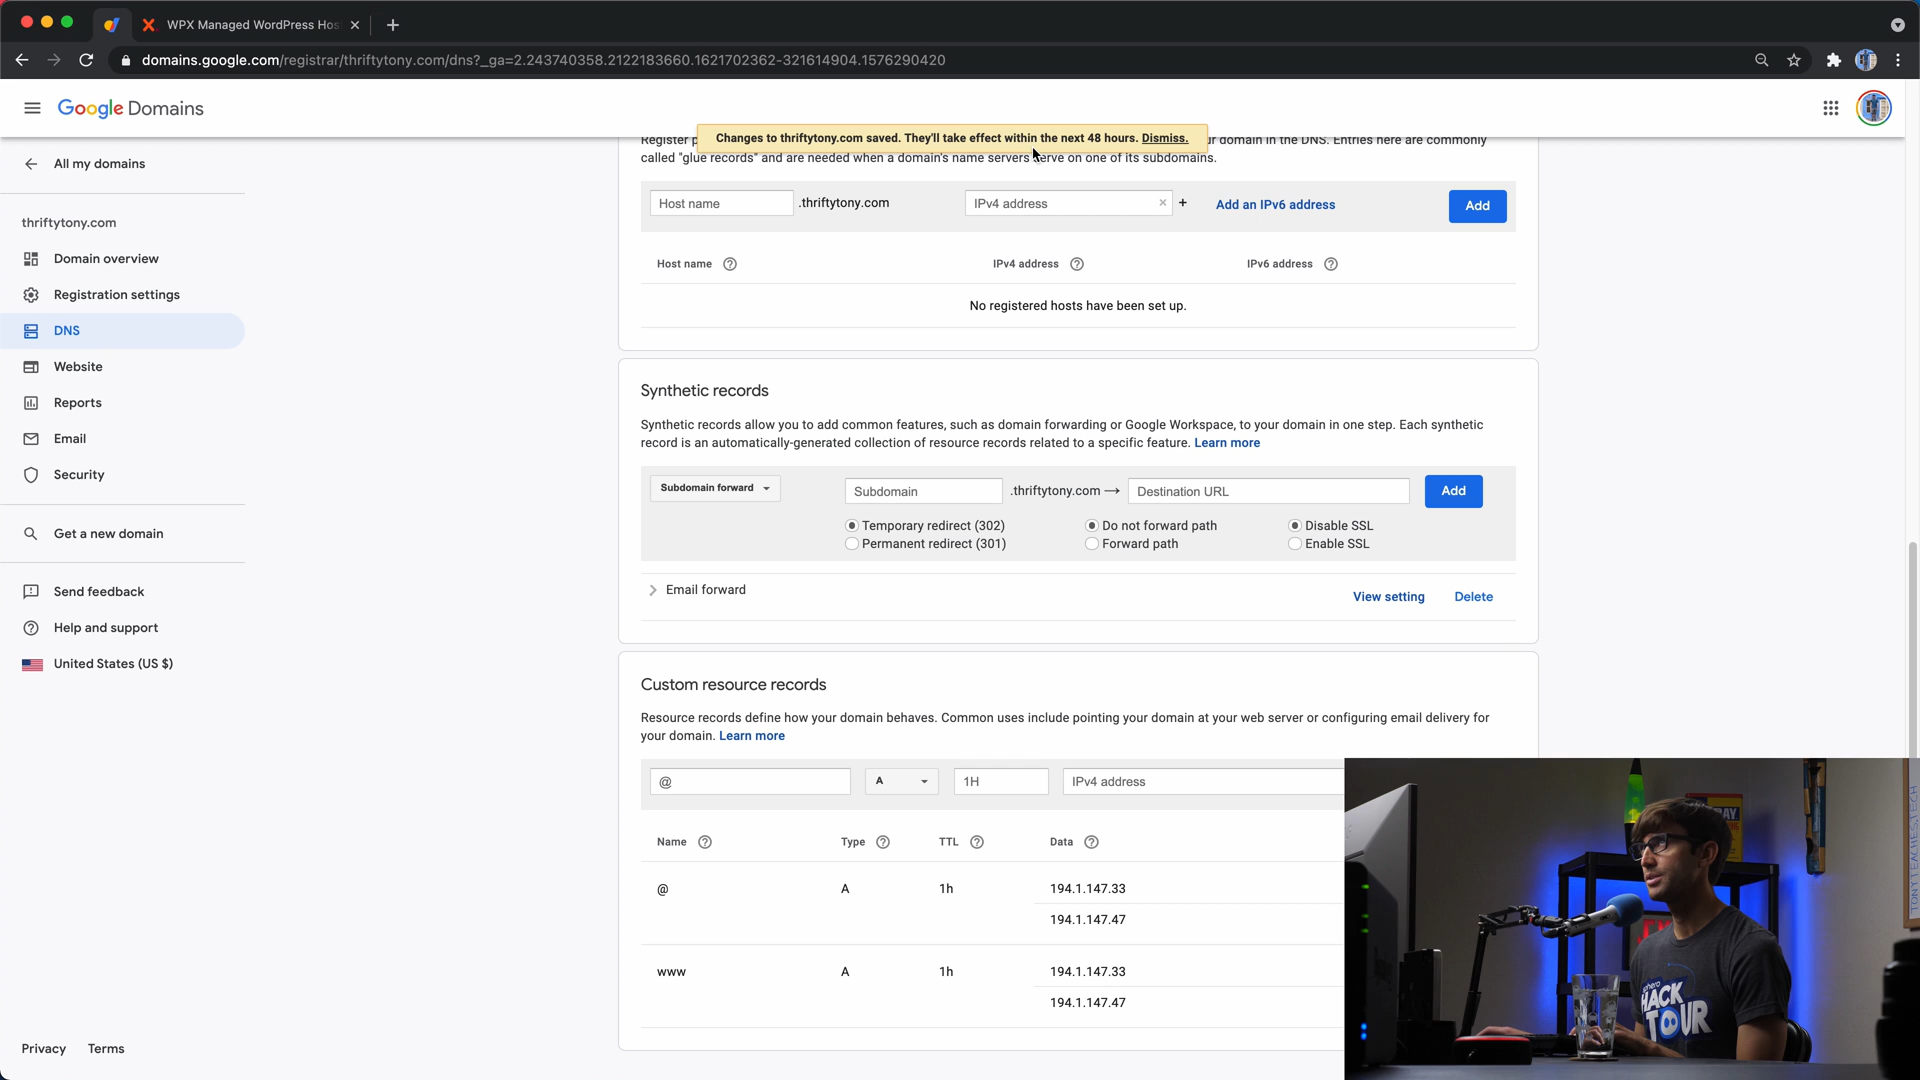 WPX Managed WordPress Hos
domains.google.com/registrar/thriftytony.com/dns?_ga=2.243740358.2122183660.1621702362-321614904.1576290420
Google Domains
Changes to thriftytony.com saved. They'll take effect within the next 48 hours. Dismiss.
Register p
ur domain in the DNS. Entries here are commonly
called "glue records" and are needed when a domain's name servers serve on one of its subdomains.
All my domains
thriftytony.com
Domain overview
Registration settings
DNS
Website
Reports
Email
Security
Get a new domain
Send feedback
Help and support
United States (US $)
Privacy Terms
Host name .thriftytony.com IPv4 address × + Add an IPv6 address Add
Host name ? IPv4 address ? IPv6 address ?
No registered hosts have been set up.
Synthetic records
Synthetic records allow you to add common features, such as domain forwarding or Google Workspace, to your domain in one step. Each synthetic
record is an automatically-generated collection of resource records related to a specific feature. Learn more
Subdomain forward Subdomain .thriftytony.com → Destination URL Add
Temporary redirect (302) Do not forward path Disable SSL
Permanent redirect (301) Forward path Enable SSL
Email forward View setting Delete
Custom resource records
Resource records define how your domain behaves. Common uses include pointing your domain at your web server or configuring email delivery for
your domain. Learn more
@ A 1H IPv4 address
Name ? Type ? TTL ? Data ?
@ A 1h 194.1.147.33
194.1.147.47
www A 1h 194.1.147.33
194.1.147.47
sphero
HACK
TOUR
TONYTEACHES.TECH